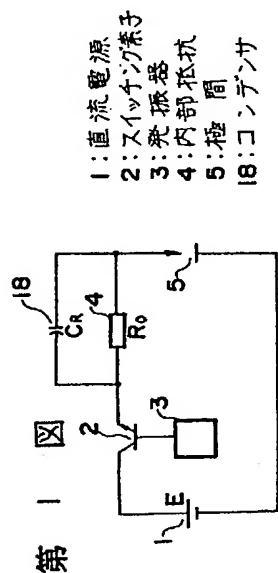 第 1 図
18
CR
4
R0
2
3
E
1
5
1:直流電源
2:スイッチング素子
3:発振器
4:内部抵抗
5:極間
18:コンデンサ